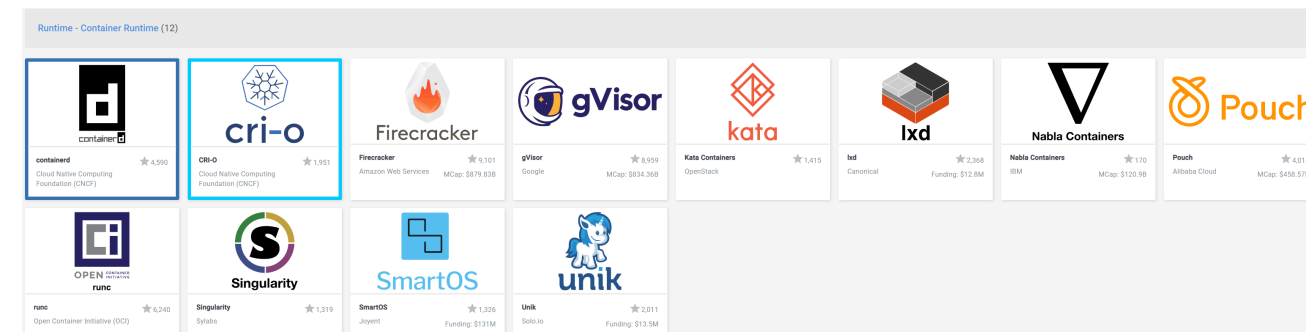 Runtime - Container Runtime (12)
containerd
cri-o
Firecracker
gVisor
kata
lxd
Nabla Containers
Pouch
containerd
4,590
Cloud Native Computing
Foundation (CNCF)
CRI-O
1,951
Cloud Native Computing
Foundation (CNCF)
Firecracker
9,101
Amazon Web Services
MCap: $879.83B
gVisor
8,959
Google
MCap: $834.36B
Kata Containers
1,415
OpenStack
lxd
2,368
Canonical
Funding: $12.8M
Nabla Containers
170
IBM
MCap: $120.9B
Pouch
Alibaba Cloud
OPEN CONTAINER
INITIATIVE
runc
Singularity
SmartOS
unik
runc
6,240
Open Container Initiative (OCI)
Singularity
1,319
Sylabs
SmartOS
1,326
Joyent
Funding: $131M
Unik
2,011
Solo.io
Funding: $13.5M